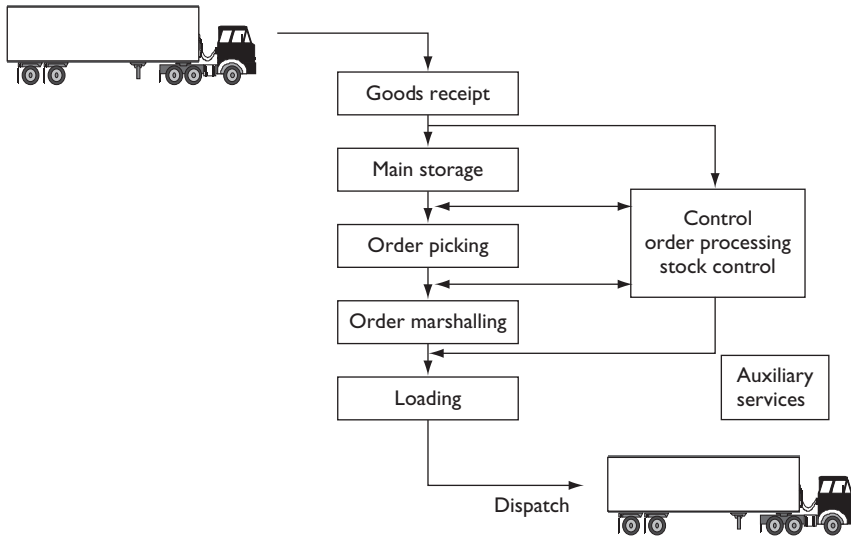 Goods receipt
Main storage
Order picking
Order marshalling
Loading
Control
order processing
stock control
Auxiliary
services
Dispatch